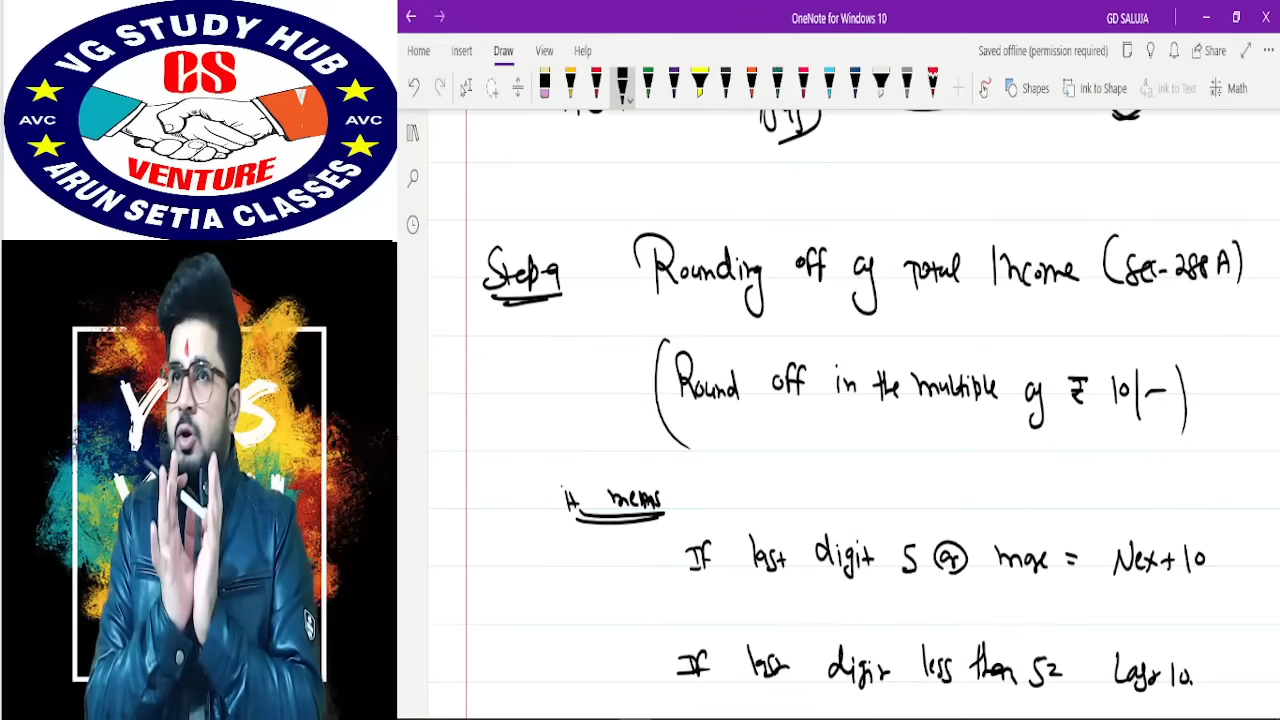 VG STUDY HUB
CS
AVC AVC
VENTURE
ARUN SETIA CLASSES
Y S
OneNote for Windows 10
GD SALUJA
Home Insert Draw View Help
Saved offline (permission required)
Share
Shapes
Ink to Shape
Ink to Text
Math
Step-9 Rounding off of Total Income (Sec-288A)
(Round off in the multiple of ₹ 10/-)
It means
If last digit 5 or more = Next 10
If last digit less than 5= Last 10.